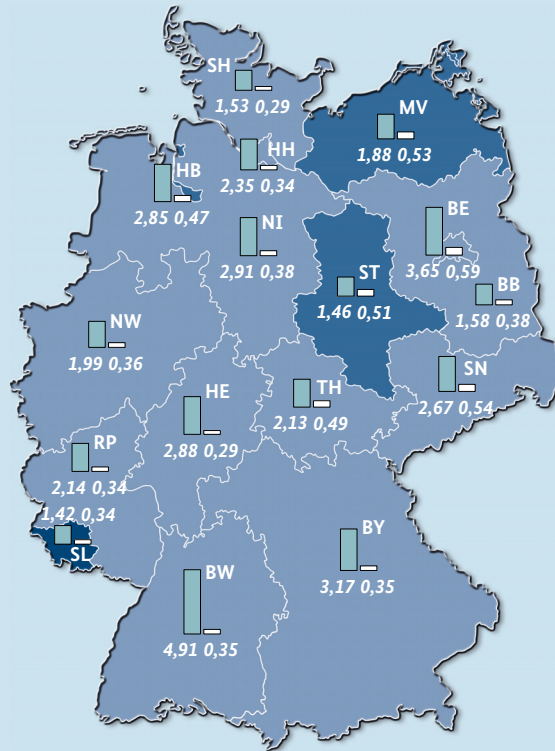 SH
1,53 0,29
MV
1,88 0,53
HH
2,35 0,34
HB
2,85 0,47
NI
2,91 0,38
BE
3,65 0,59
ST
1,46 0,51
BB
1,58 0,38
NW
1,99 0,36
SN
2,67 0,54
HE
2,88 0,29
TH
2,13 0,49
RP
2,14 0,34
1,42 0,34
SL
BY
3,17 0,35
BW
4,91 0,35